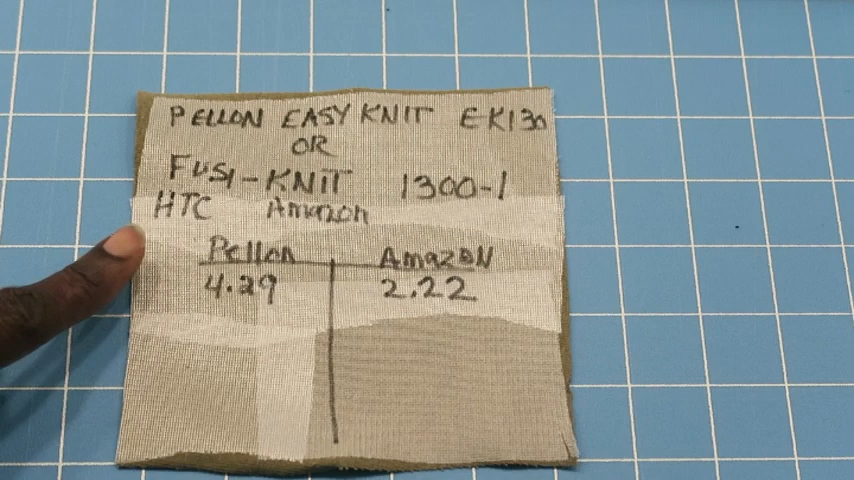 PELLON EASY KNIT EK130
OR
FUSI-KNIT 1300-1
HTC Amazon
Pellon Amazon
4.29 2.22